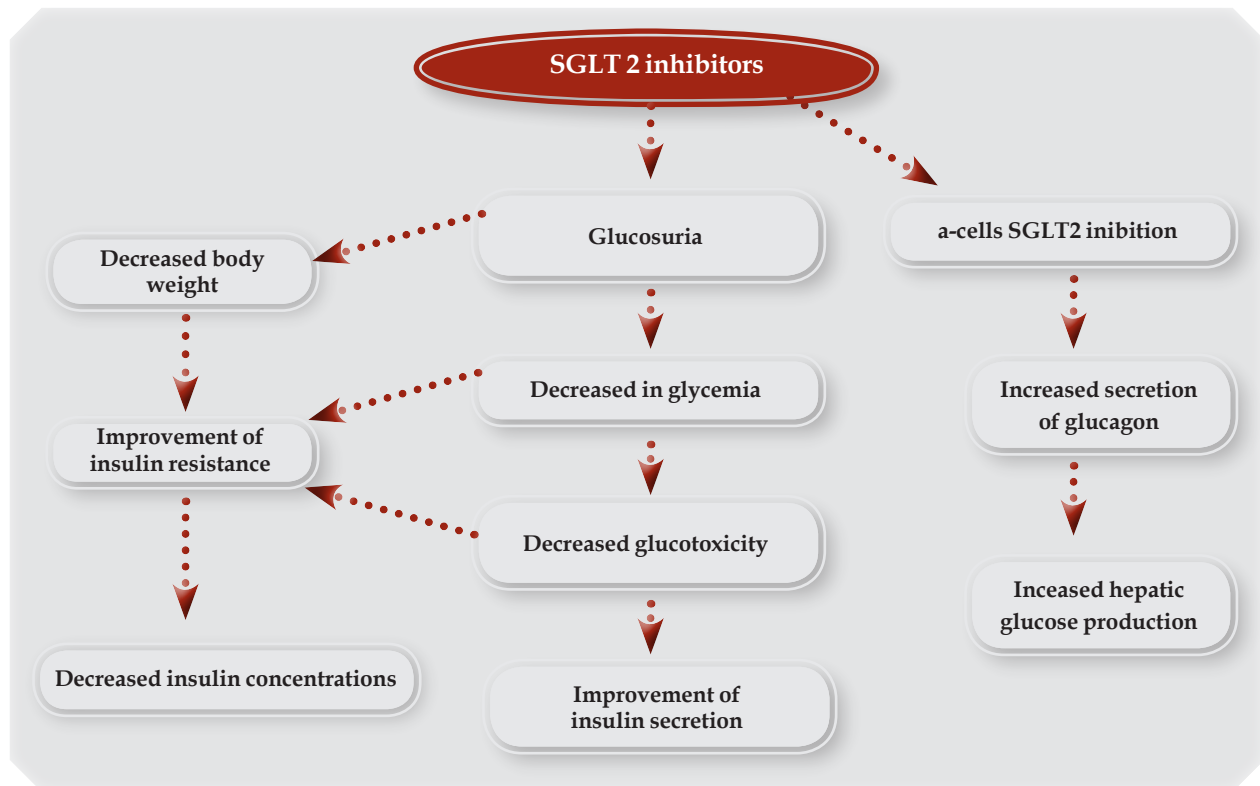 SGLT 2 inhibitors
Glucosuria
a-cells SGLT2 inibition
Decreased body
weight
Decreased in glycemia
Increased secretion
of glucagon
Improvement of
insulin resistance
Decreased glucotoxicity
Inceased hepatic
glucose production
Decreased insulin concentrations
Improvement of
insulin secretion